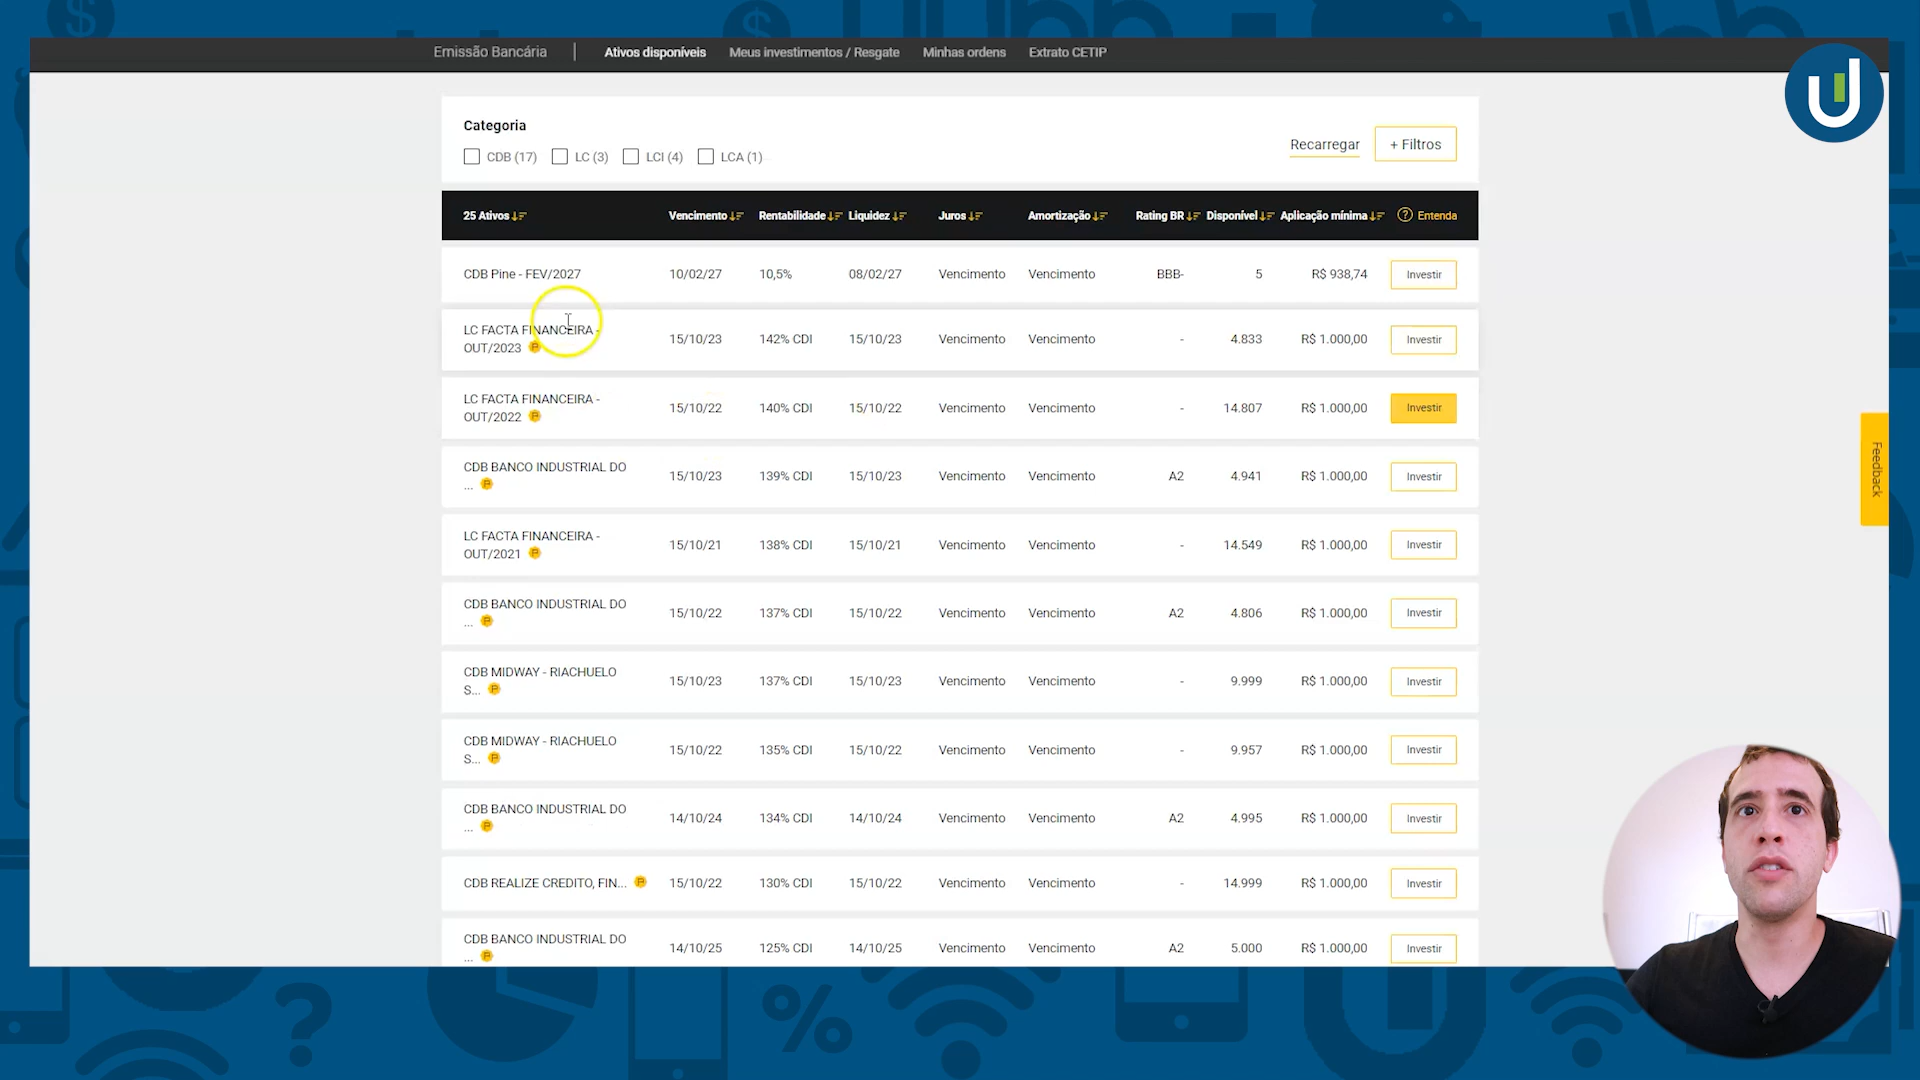 Emissão Bancária | Ativos disponíveis Meus investimentos / Resgate Minhas ordens Extrato CETIP
Categoria
CDB (17) LC (3) LCI (4) LCA (1)
Recarregar + Filtros
25 Ativos Vencimento Rentabilidade Liquidez Juros Amortização Rating BR Disponível Aplicação mínima ? Entenda
CDB Pine - FEV/2027 10/02/27 10,5% 08/02/27 Vencimento Vencimento BBB- 5 R$ 938,74 Investir
LC FACTA FINANCEIRA -
OUT/2023 P 15/10/23 142% CDI 15/10/23 Vencimento Vencimento - 4.833 R$ 1.000,00 Investir
LC FACTA FINANCEIRA -
OUT/2022 P 15/10/22 140% CDI 15/10/22 Vencimento Vencimento - 14.807 R$ 1.000,00 Investir
CDB BANCO INDUSTRIAL DO
... P 15/10/23 139% CDI 15/10/23 Vencimento Vencimento A2 4.941 R$ 1.000,00 Investir
LC FACTA FINANCEIRA -
OUT/2021 P 15/10/21 138% CDI 15/10/21 Vencimento Vencimento - 14.549 R$ 1.000,00 Investir
CDB BANCO INDUSTRIAL DO
... P 15/10/22 137% CDI 15/10/22 Vencimento Vencimento A2 4.806 R$ 1.000,00 Investir
CDB MIDWAY - RIACHUELO
S... P 15/10/23 137% CDI 15/10/23 Vencimento Vencimento - 9.999 R$ 1.000,00 Investir
CDB MIDWAY - RIACHUELO
S... P 15/10/22 135% CDI 15/10/22 Vencimento Vencimento - 9.957 R$ 1.000,00 Investir
CDB BANCO INDUSTRIAL DO
... P 14/10/24 134% CDI 14/10/24 Vencimento Vencimento A2 4.995 R$ 1.000,00 Investir
CDB REALIZE CREDITO, FIN... P 15/10/22 130% CDI 15/10/22 Vencimento Vencimento - 14.999 R$ 1.000,00 Investir
CDB BANCO INDUSTRIAL DO
... P 14/10/25 125% CDI 14/10/25 Vencimento Vencimento A2 5.000 R$ 1.000,00 Investir
Feedback